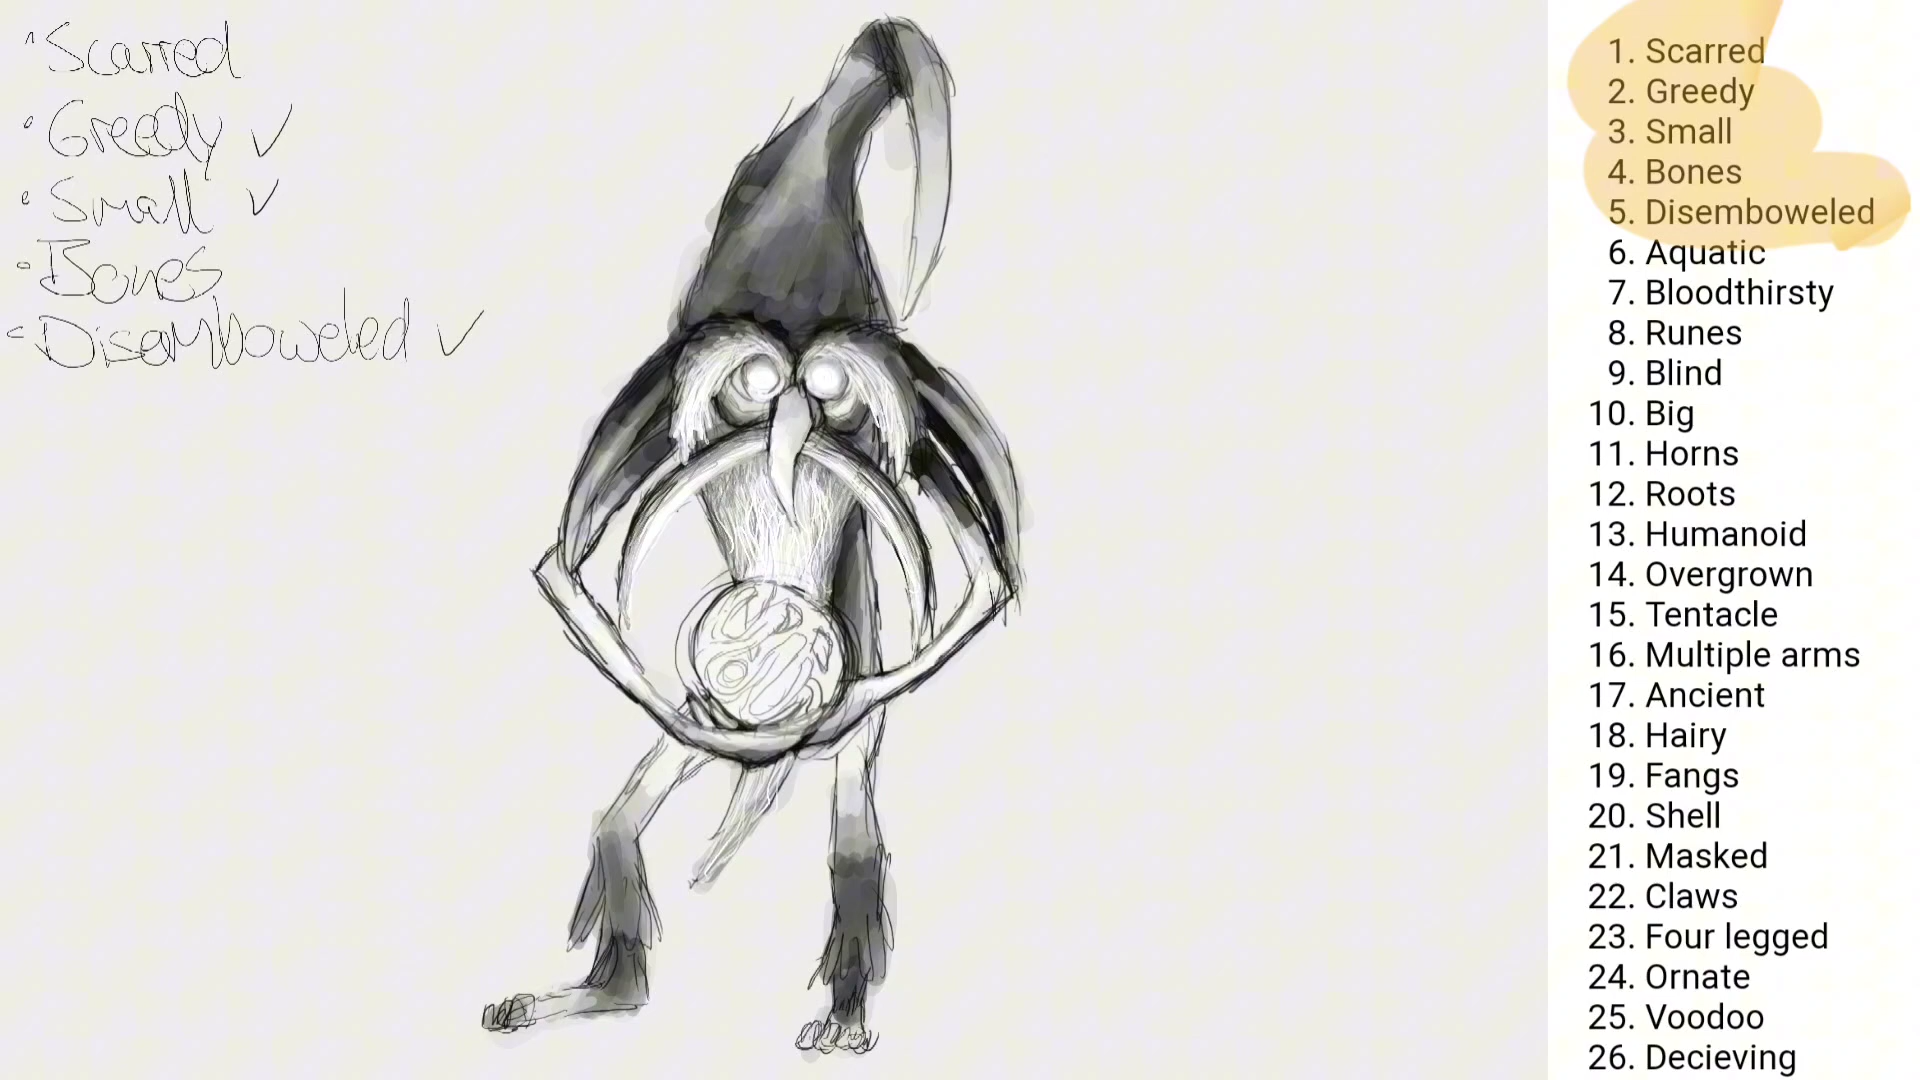 Scarred
Greedy ✓
Small ✓
Bones
Disemboweled ✓
1. Scarred
2. Greedy
3. Small
4. Bones
5. Disemboweled
6. Aquatic
7. Bloodthirsty
8. Runes
9. Blind
10. Big
11. Horns
12. Roots
13. Humanoid
14. Overgrown
15. Tentacle
16. Multiple arms
17. Ancient
18. Hairy
19. Fangs
20. Shell
21. Masked
22. Claws
23. Four legged
24. Ornate
25. Voodoo
26. Decieving